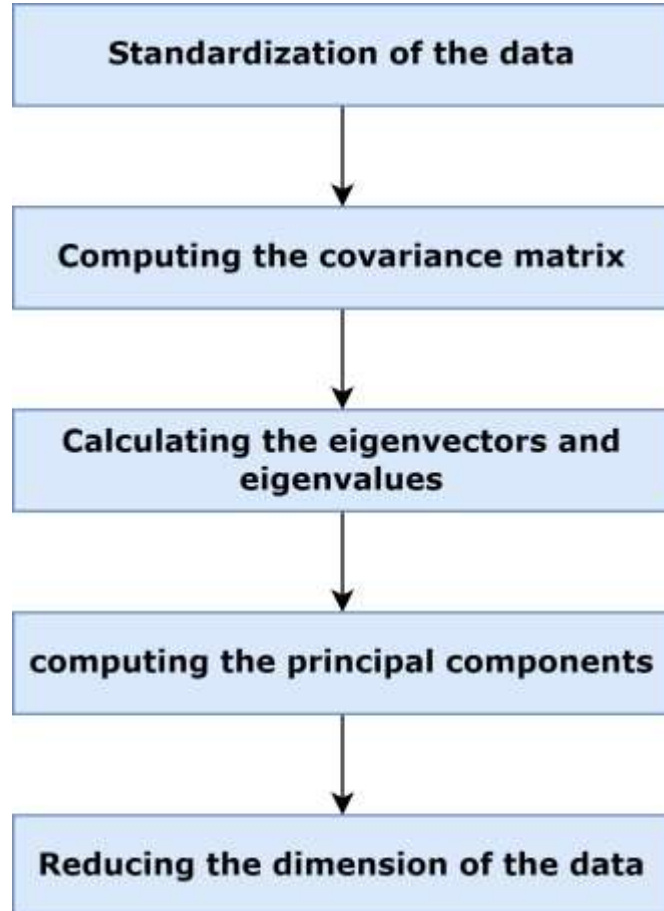 Standardization of the data
Computing the covariance matrix
Calculating the eigenvectors and
eigenvalues
computing the principal components
Reducing the dimension of the data